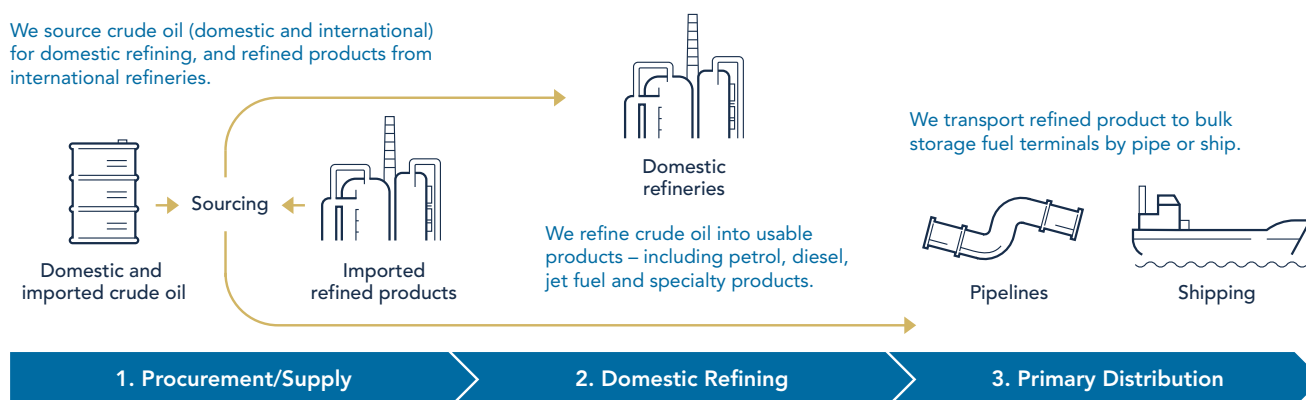 We source crude oil (domestic and international)
for domestic refining, and refined products from
international refineries.
Domestic and
imported crude oil
Sourcing
Imported
refined products
Domestic
refineries
We refine crude oil into usable
products – including petrol, diesel,
jet fuel and specialty products.
We transport refined product to bulk
storage fuel terminals by pipe or ship.
Pipelines
Shipping
1. Procurement/Supply
2. Domestic Refining
3. Primary Distribution